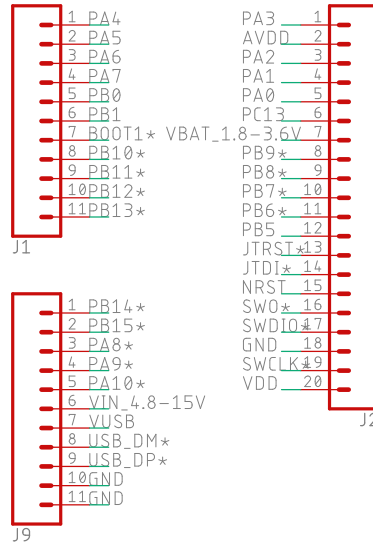 1 PA4
2 PA5
3 PA6
4 PA7
5 PB0
6 PB1
7 BOOT1*
8 PB10*
9 PB11*
10 PB12*
11 PB13*
J1
1 PB14*
2 PB15*
3 PA8*
4 PA9*
5 PA10*
6 VIN_4.8-15V
7 VUSB
8 USB_DM*
9 USB_DP*
10 GND
11 GND
J9
PA3 1
AVDD 2
PA2 3
PA1 4
PA0 5
PC13 6
VBAT_1.8-3.6V 7
PB9* 8
PB8* 9
PB7* 10
PB6* 11
PB5 12
JTRST* 13
JTDI* 14
NRST 15
SWO* 16
SWDIO* 17
GND 18
SWCLK* 19
VDD 20
J2